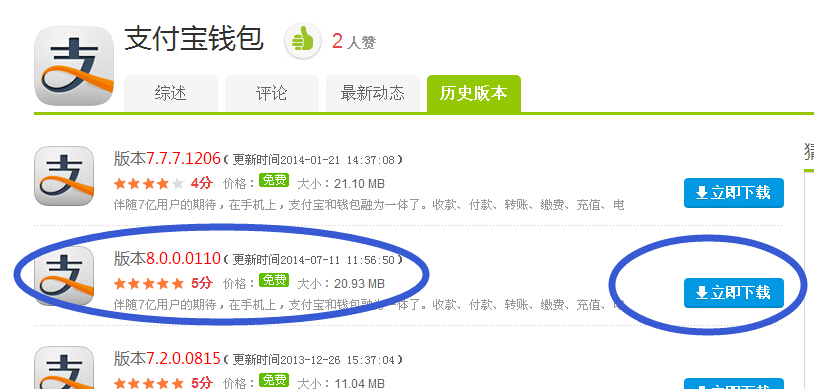 支付宝钱包
2 人赞
综述 评论 最新动态 历史版本
版本7.7.7.1206 ( 更新时间2014-01-21 14:37:08 )
4分 价格：免费 大小：21.10 MB
立即下载
伴随7亿用户的期待，在手机上，支付宝和钱包融为一体了。收款、付款、转账、缴费、充值、电
版本8.0.0.0110 ( 更新时间2014-07-11 11:56:50 )
5分 价格：免费 大小：20.93 MB
立即下载
伴随7亿用户的期待，在手机上，支付宝和钱包融为一体了。收款、付款、转账、缴费、充值、电
版本7.2.0.0815 ( 更新时间2013-12-26 15:37:04 )
5分 价格：免费 大小：11.04 MB
立即下载